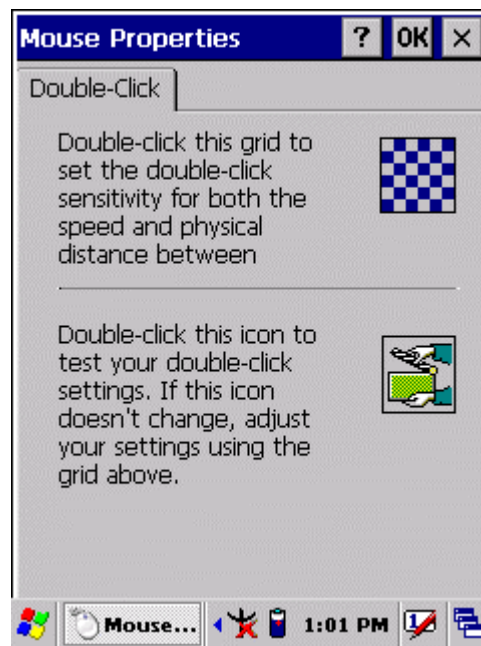 Mouse Properties ? OK ×
Double-Click
Double-click this grid to
set the double-click
sensitivity for both the
speed and physical
distance between
Double-click this icon to
test your double-click
settings. If this icon
doesn't change, adjust
your settings using the
grid above.
Mouse... 1:01 PM 1